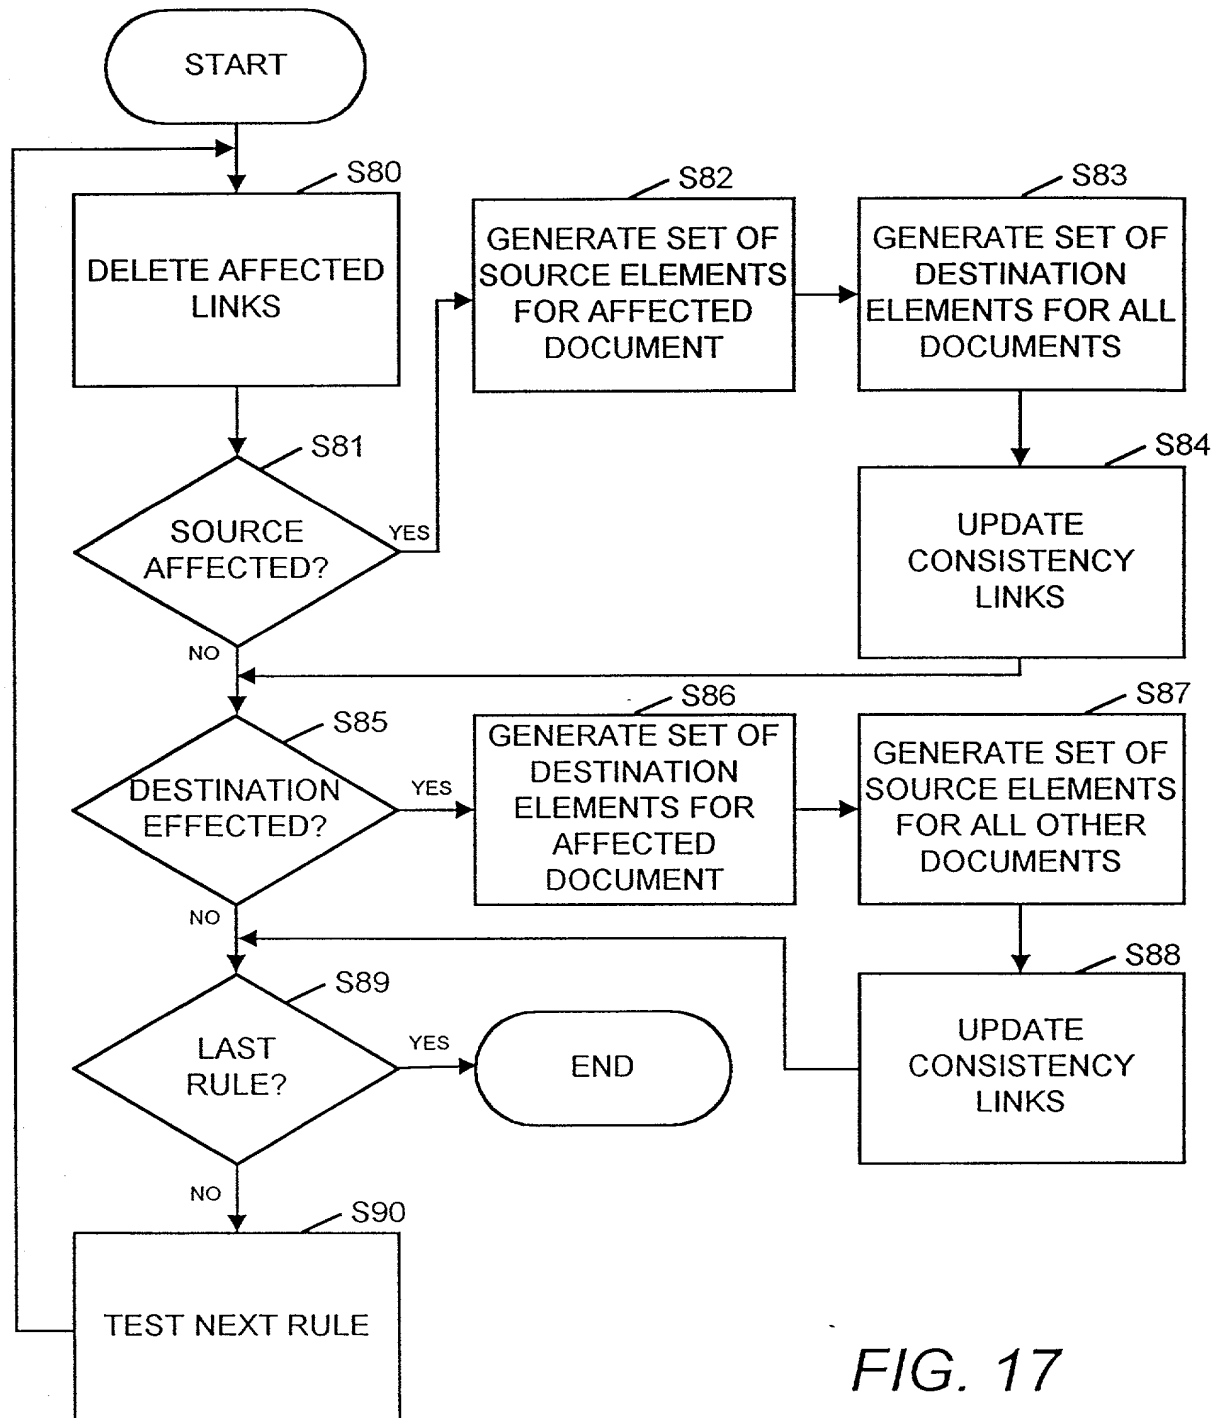 START
S80
DELETE AFFECTED
LINKS
S82
GENERATE SET OF
SOURCE ELEMENTS
FOR AFFECTED
DOCUMENT
S83
GENERATE SET OF
DESTINATION
ELEMENTS FOR ALL
DOCUMENTS
S81
SOURCE
AFFECTED?
YES
NO
S84
UPDATE
CONSISTENCY
LINKS
S85
DESTINATION
EFFECTED?
YES
NO
S86
GENERATE SET OF
DESTINATION
ELEMENTS FOR
AFFECTED
DOCUMENT
S87
GENERATE SET OF
SOURCE ELEMENTS
FOR ALL OTHER
DOCUMENTS
S88
UPDATE
CONSISTENCY
LINKS
S89
LAST
RULE?
YES
NO
END
S90
TEST NEXT RULE
FIG. 17